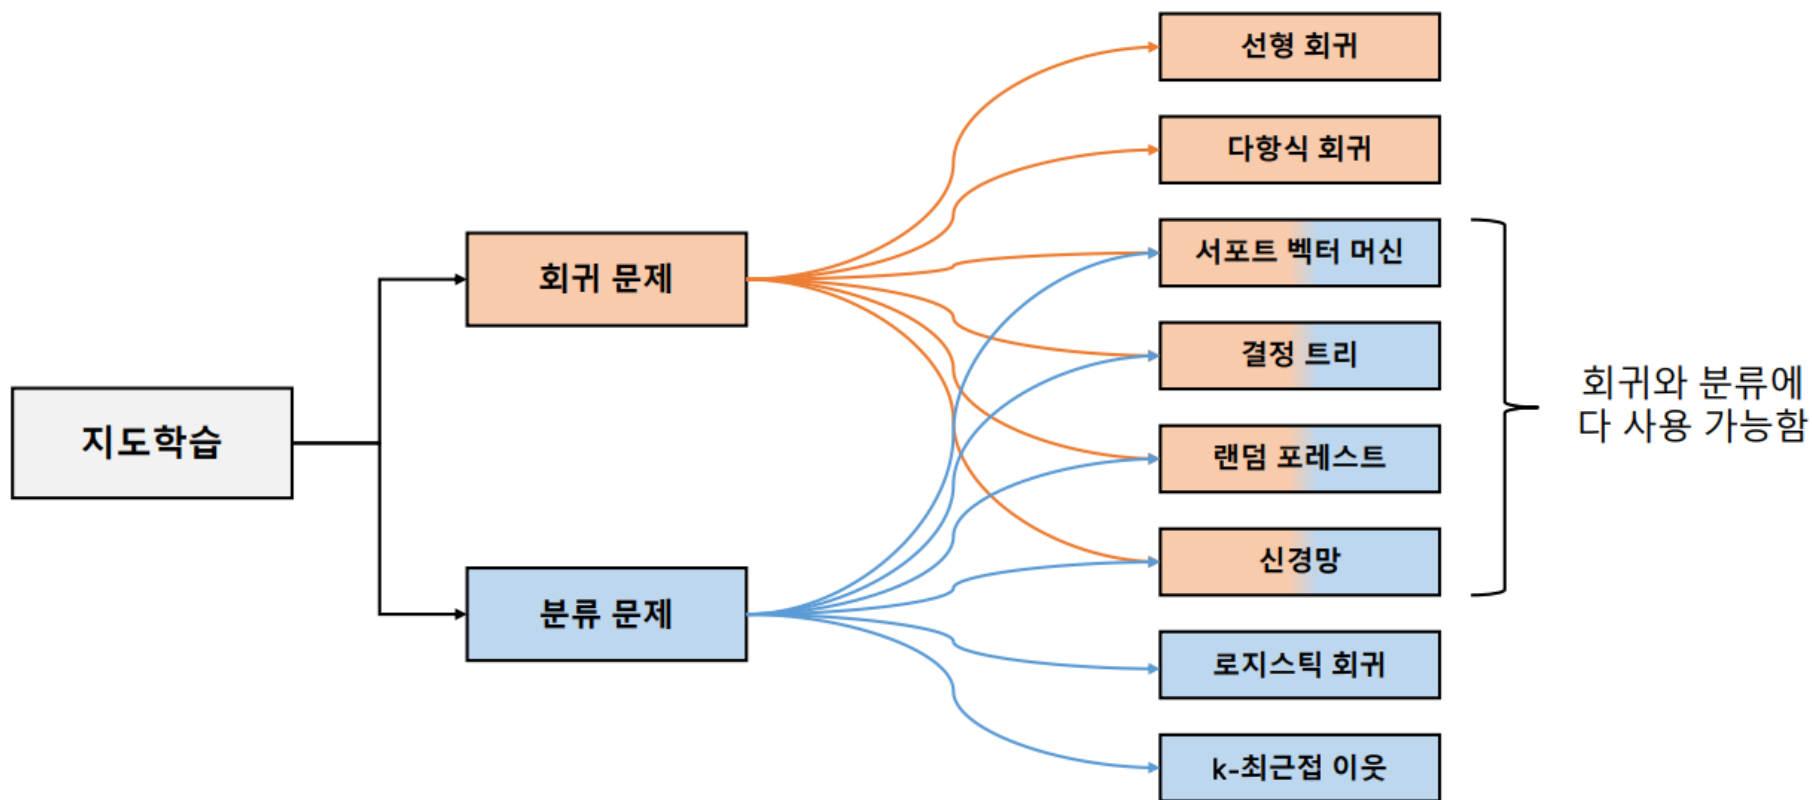 지도학습
회귀 문제
분류 문제
선형 회귀
다항식 회귀
서포트 벡터 머신
결정 트리
랜덤 포레스트
신경망
로지스틱 회귀
k-최근접 이웃
회귀와 분류에
다 사용 가능함